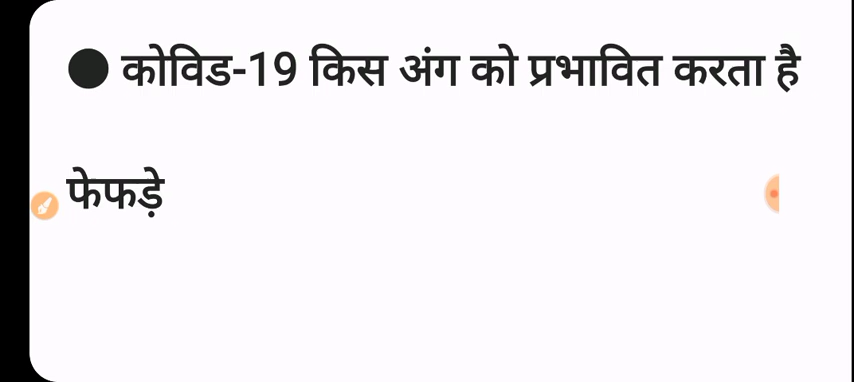 ● कोविड-19 किस अंग को प्रभावित करता है
फेफड़े